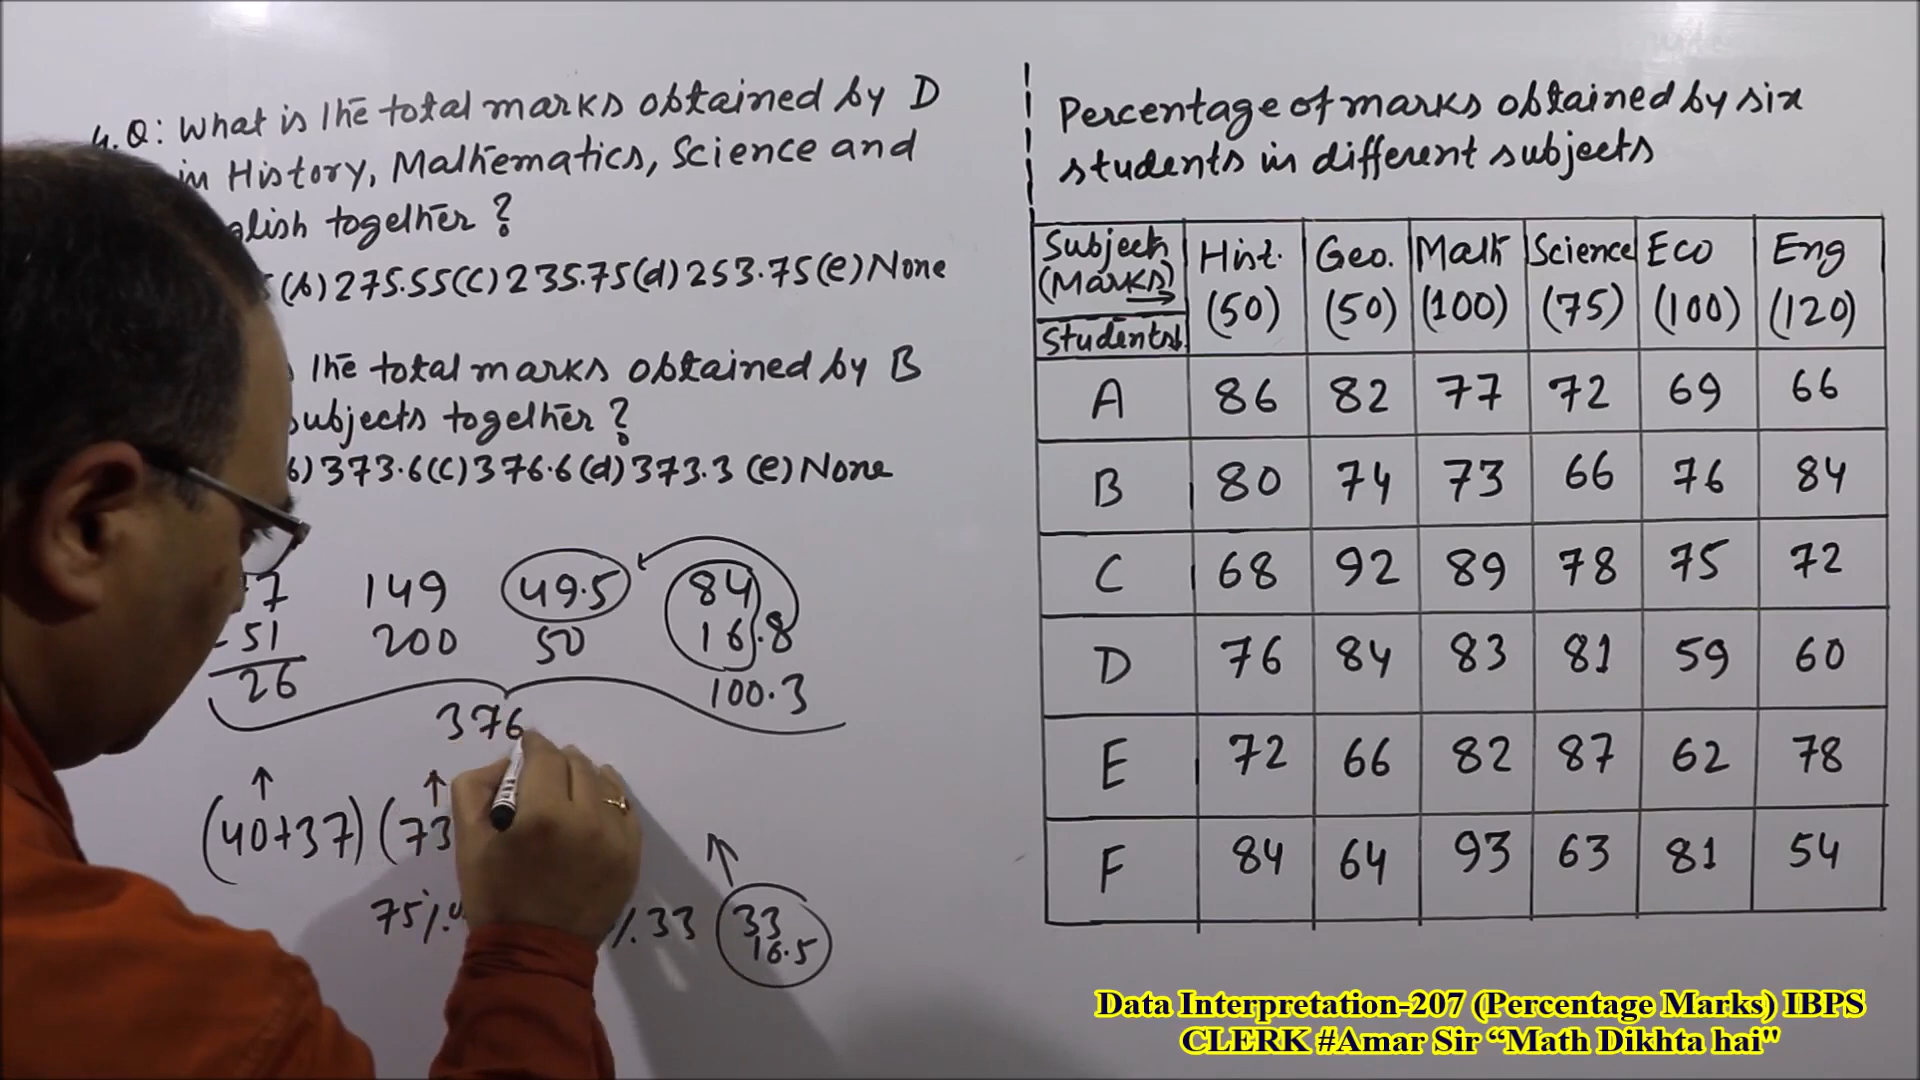 4.Q: What is the total marks obtained by D
in History, Mathematics, Science and
glish together ?
5 (b) 275.55 (c) 235.75 (d) 253.75 (e) None
the total marks obtained by B
subjects together ?
b) 373.6 (c) 376.6 (d) 373.3 (e) None
7 149 49.5 84
- 51 200 50 16.8
26 100.3
376
(40+37) (73
75%. %.33 33
16.5
Percentage of marks obtained by six
students in different subjects
Subject (Marks) → Students ↓ Hist. (50) Geo. (50) Math (100) Science (75) Eco (100) Eng (120)
A 86 82 77 72 69 66
B 80 74 73 66 76 84
C 68 92 89 78 75 72
D 76 84 83 81 59 60
E 72 66 82 87 62 78
F 84 64 93 63 81 54
Data Interpretation-207 (Percentage Marks) IBPS
CLERK #Amar Sir “Math Dikhta hai"